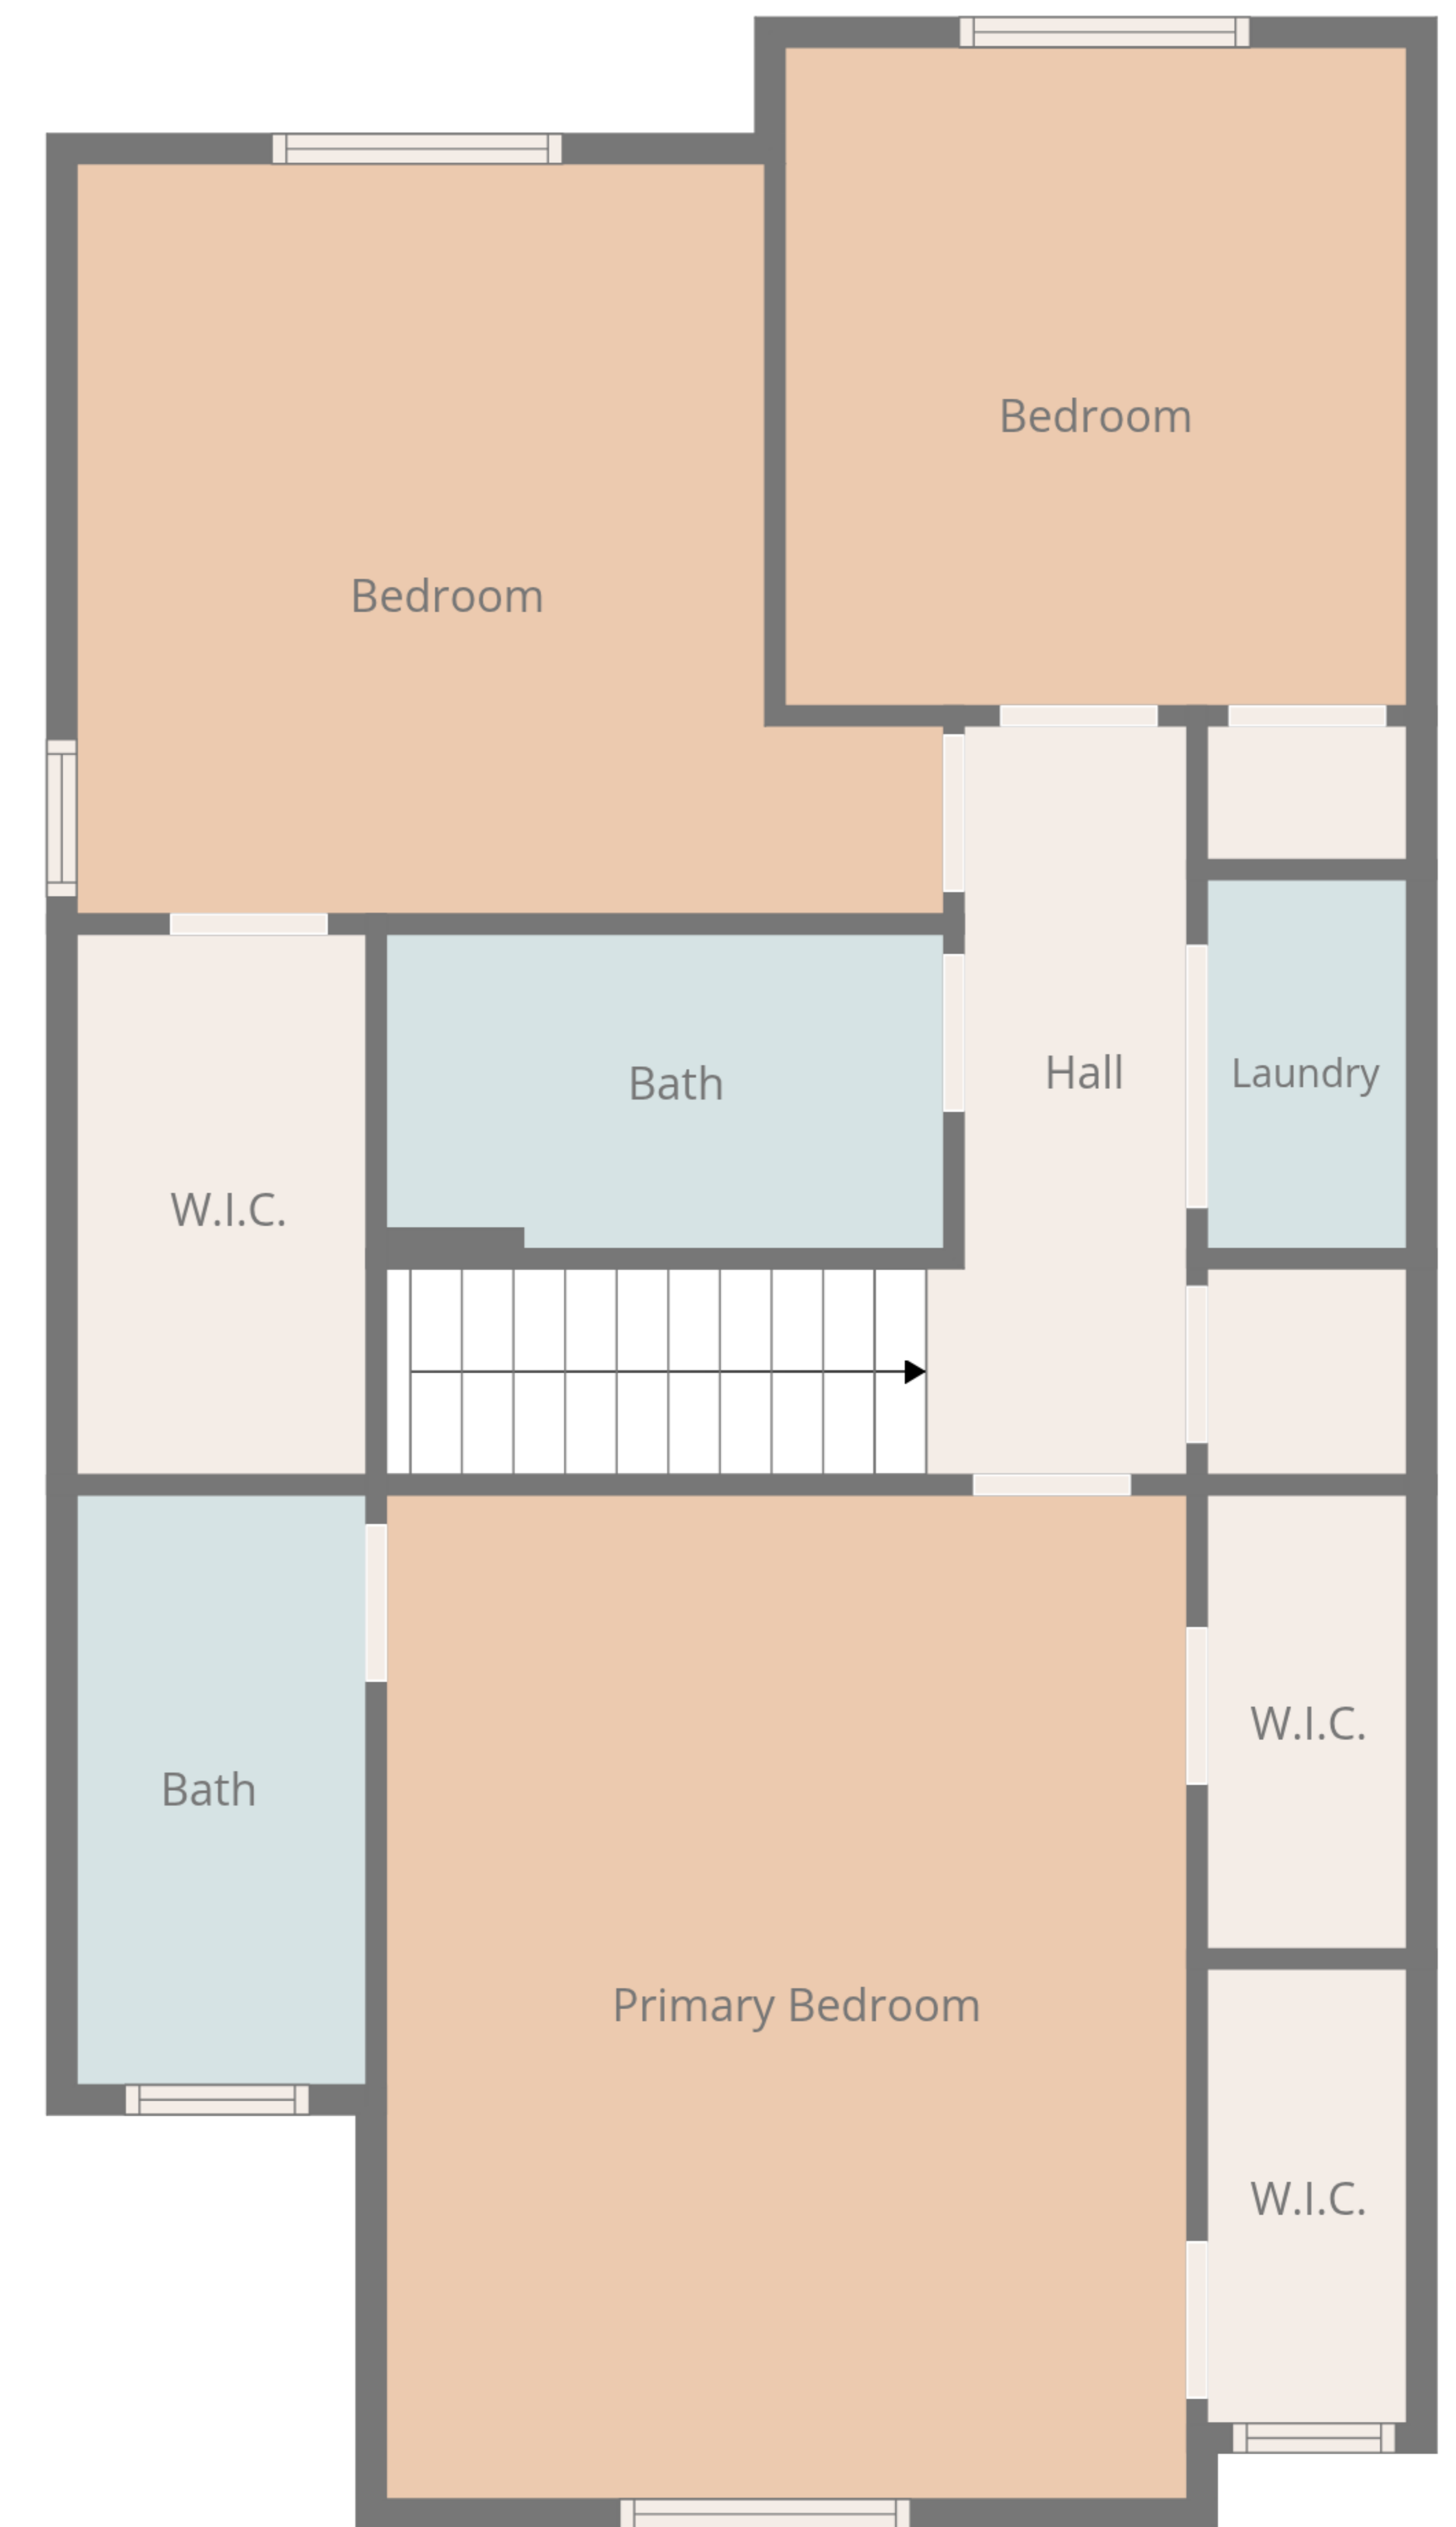 Bedroom
Bedroom
Bath
Hall
Laundry
W.I.C.
W.I.C.
Bath
Primary Bedroom
W.I.C.